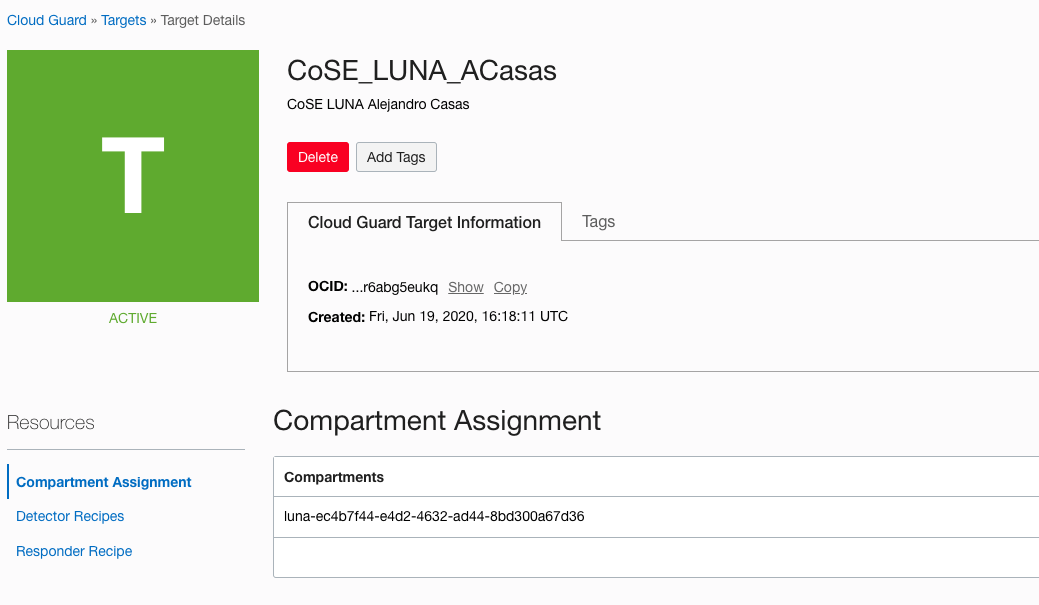 Cloud Guard » Targets » Target Details
T
ACTIVE
CoSE_LUNA_ACasas
CoSE LUNA Alejandro Casas
Delete Add Tags
Cloud Guard Target Information Tags
OCID: ...r6abg5eukq Show Copy
Created: Fri, Jun 19, 2020, 16:18:11 UTC
Resources
Compartment Assignment
Detector Recipes
Responder Recipe
Compartment Assignment
Compartments
luna-ec4b7f44-e4d2-4632-ad44-8bd300a67d36